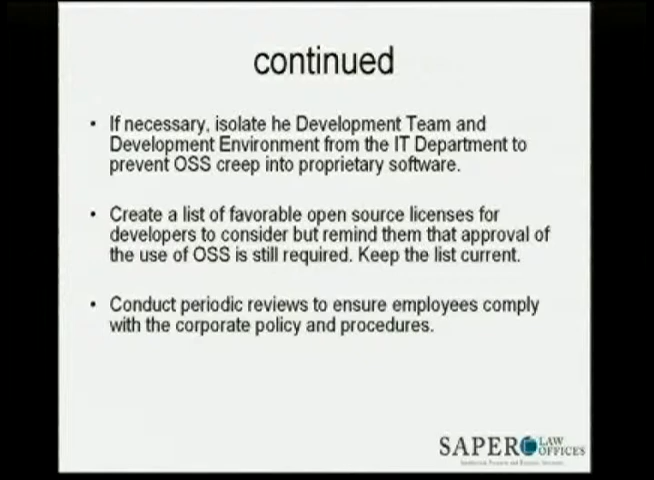 continued
• If necessary, isolate he Development Team and
Development Environment from the IT Department to
prevent OSS creep into proprietary software.
• Create a list of favorable open source licenses for
developers to consider but remind them that approval of
the use of OSS is still required. Keep the list current.
• Conduct periodic reviews to ensure employees comply
with the corporate policy and procedures.
SAPER LAW
OFFICES